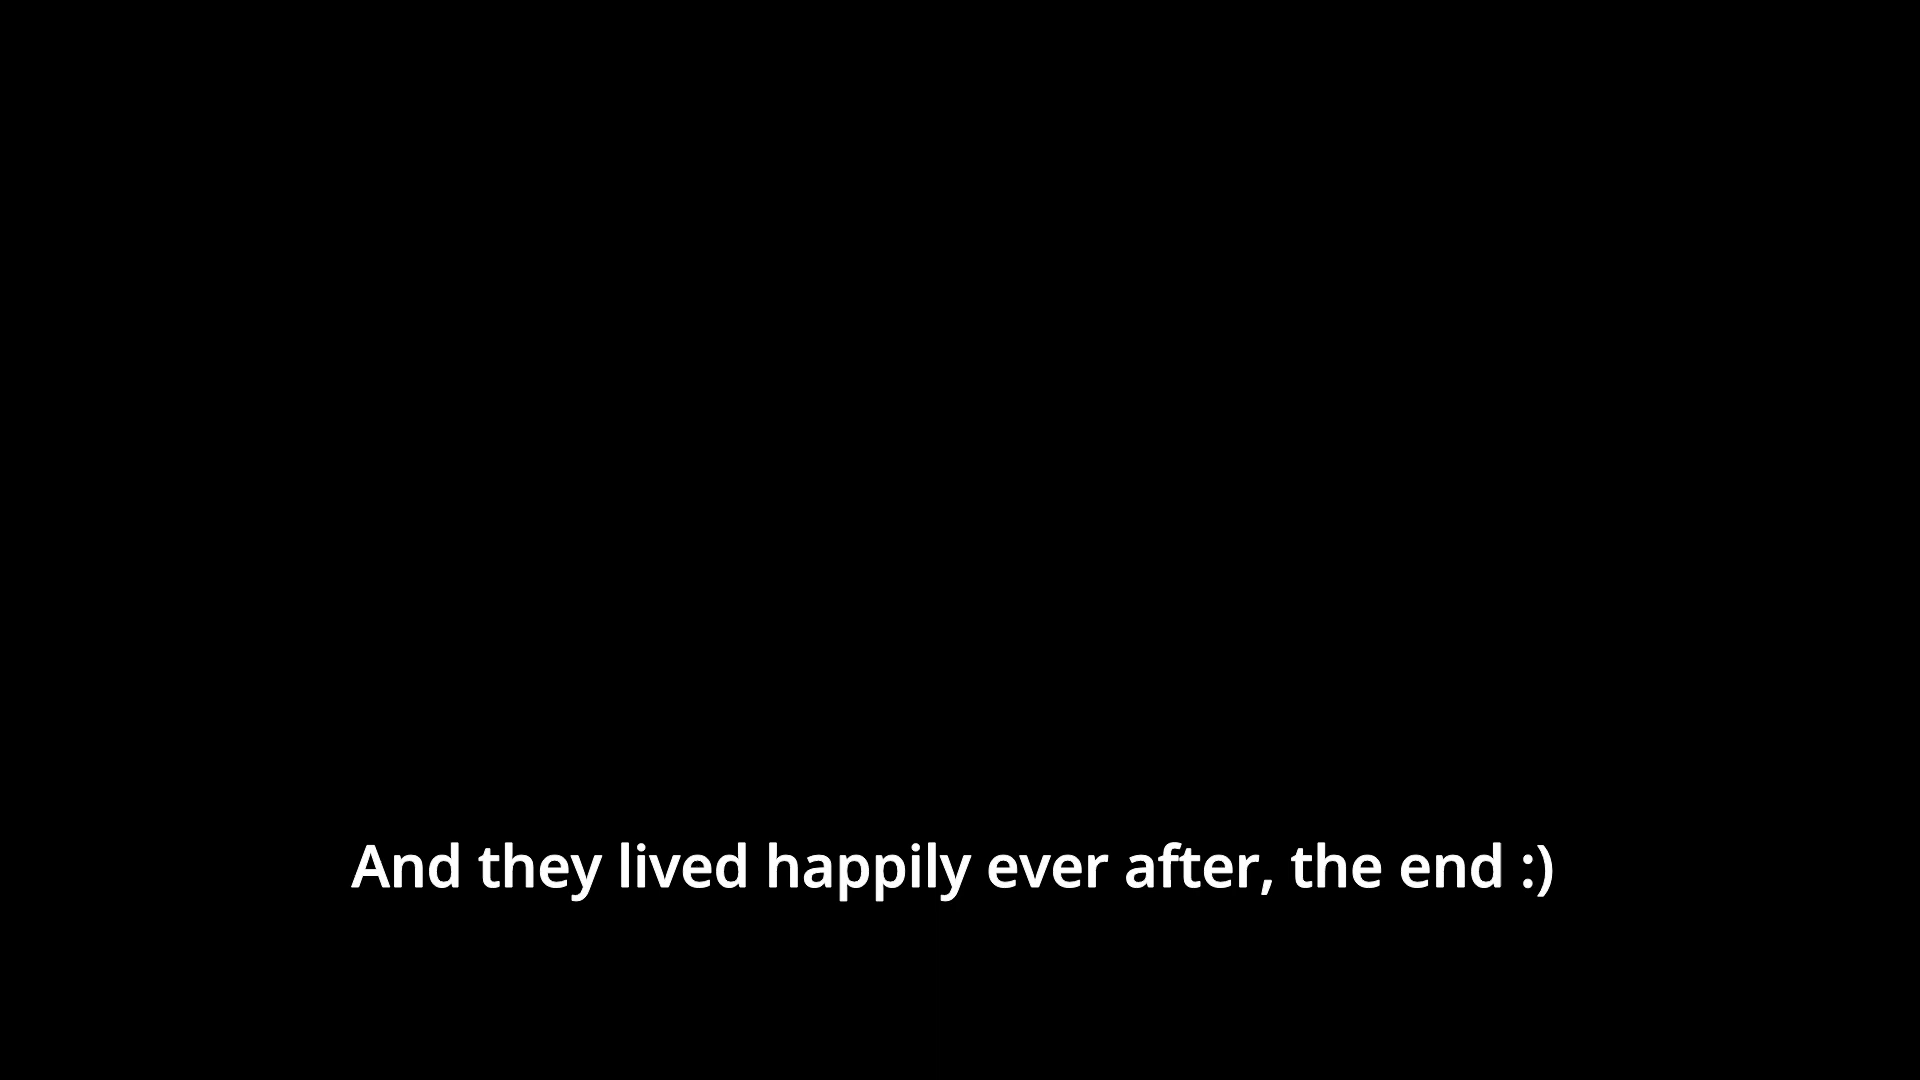 And they lived happily ever after, the end :)